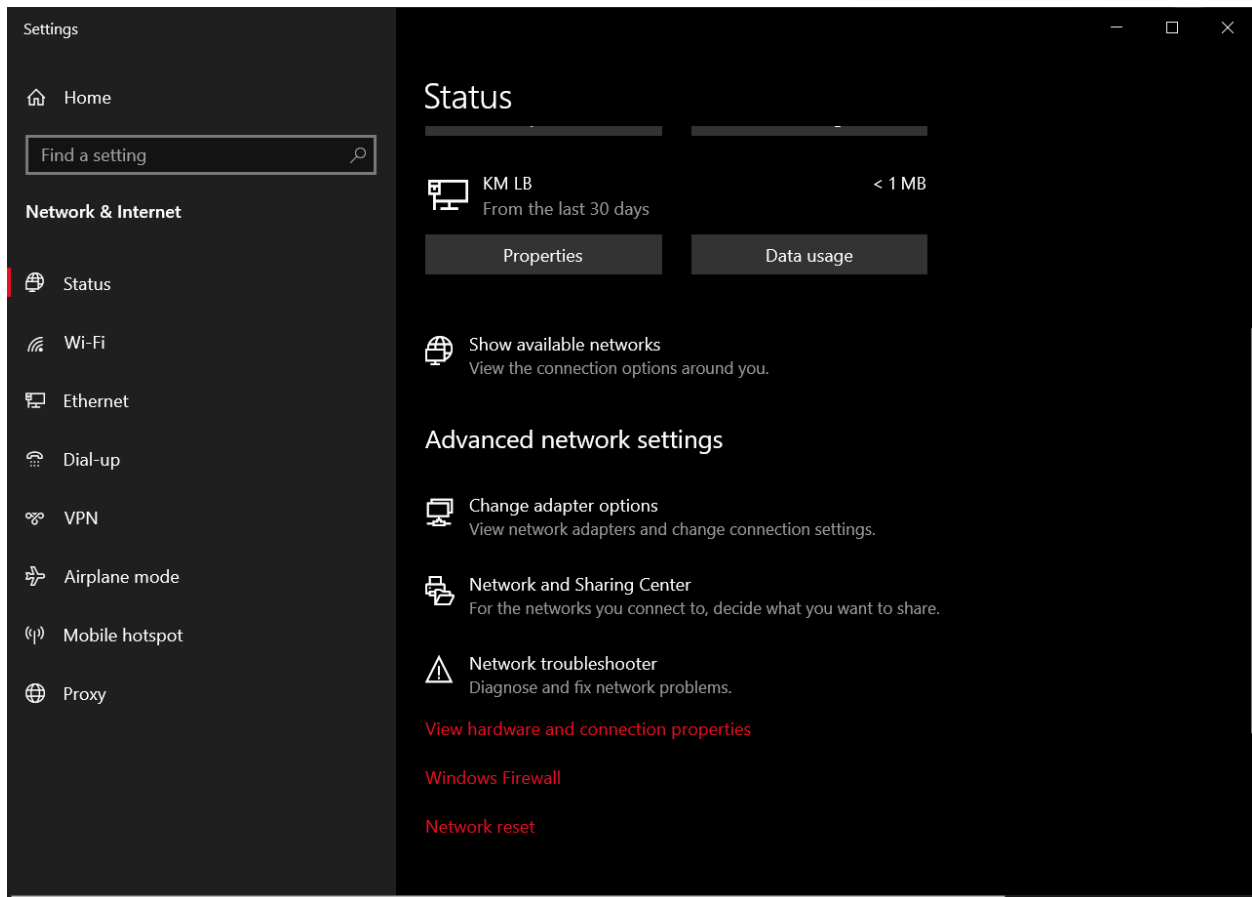 Settings
Home
Find a setting
Network & Internet
Status
Wi-Fi
Ethernet
Dial-up
VPN
Airplane mode
Mobile hotspot
Proxy
Status
KM LB
< 1 MB
From the last 30 days
Properties
Data usage
Show available networks
View the connection options around you.
Advanced network settings
Change adapter options
View network adapters and change connection settings.
Network and Sharing Center
For the networks you connect to, decide what you want to share.
Network troubleshooter
Diagnose and fix network problems.
View hardware and connection properties
Windows Firewall
Network reset